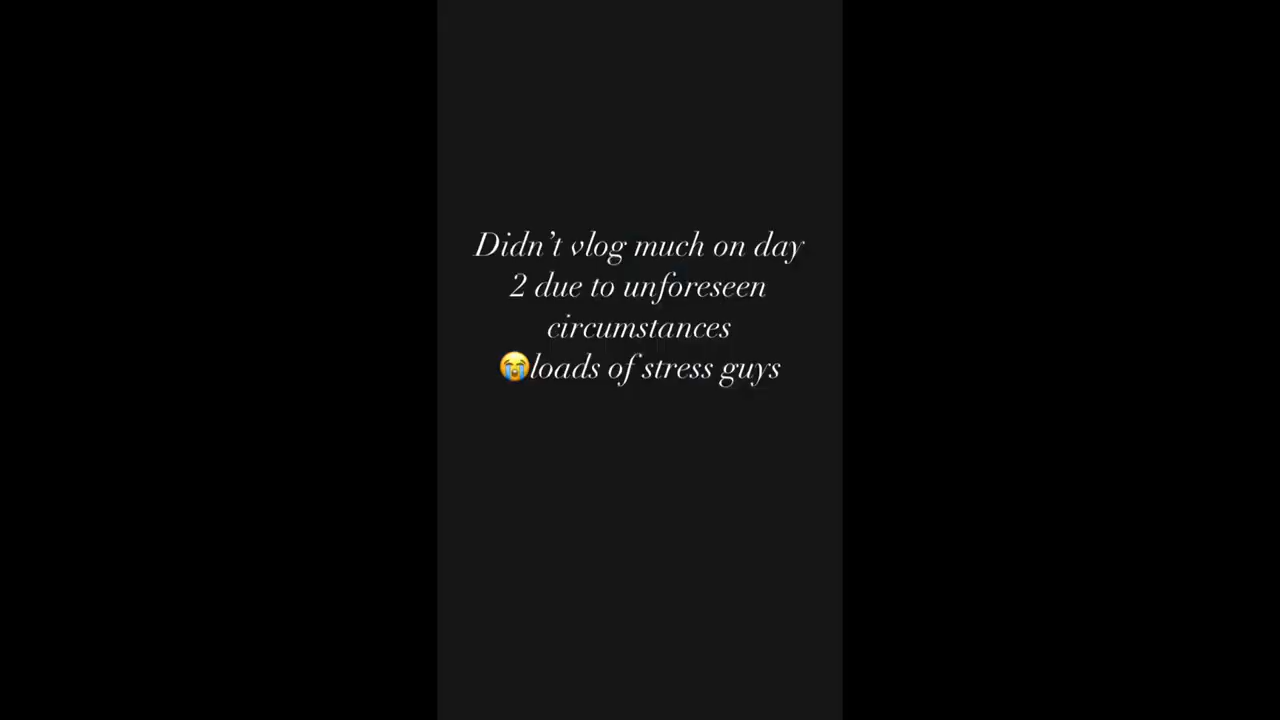 Didn’t vlog much on day
2 due to unforeseen
circumstances
😭loads of stress guys